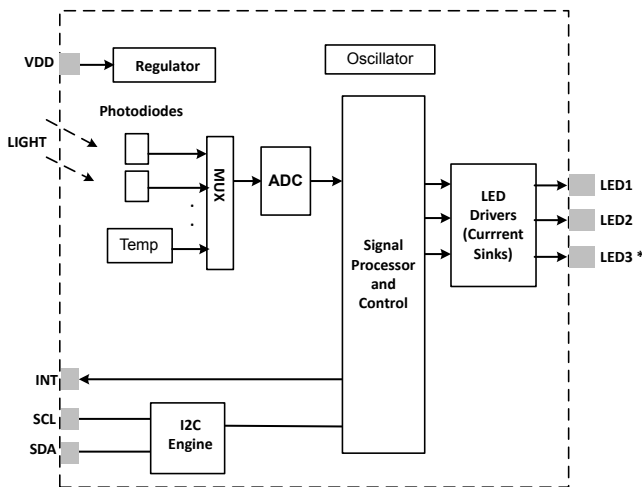 VDD
Regulator
Oscillator
Photodiodes
LIGHT
MUX
ADC
Temp
Signal
Processor
and
Control
LED
Drivers
(Currrent
Sinks)
LED1
LED2
LED3 *
INT
SCL
SDA
I2C
Engine